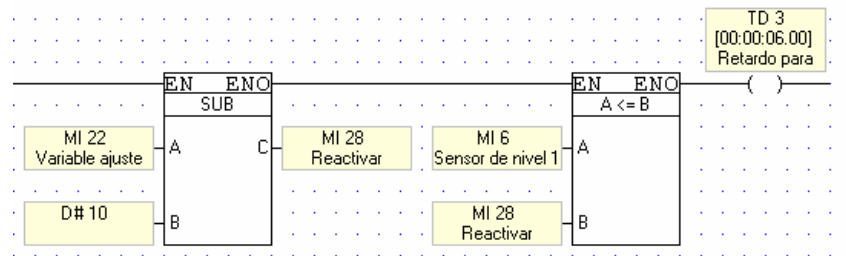 TD 3
[00:00:06.00]
Retardo para
EN ENO
SUB
MI 22
Variable ajuste
A
C
MI 28
Reactivar
D# 10
B
EN ENO
A <= B
MI 6
Sensor de nivel 1
A
MI 28
Reactivar
B
( )